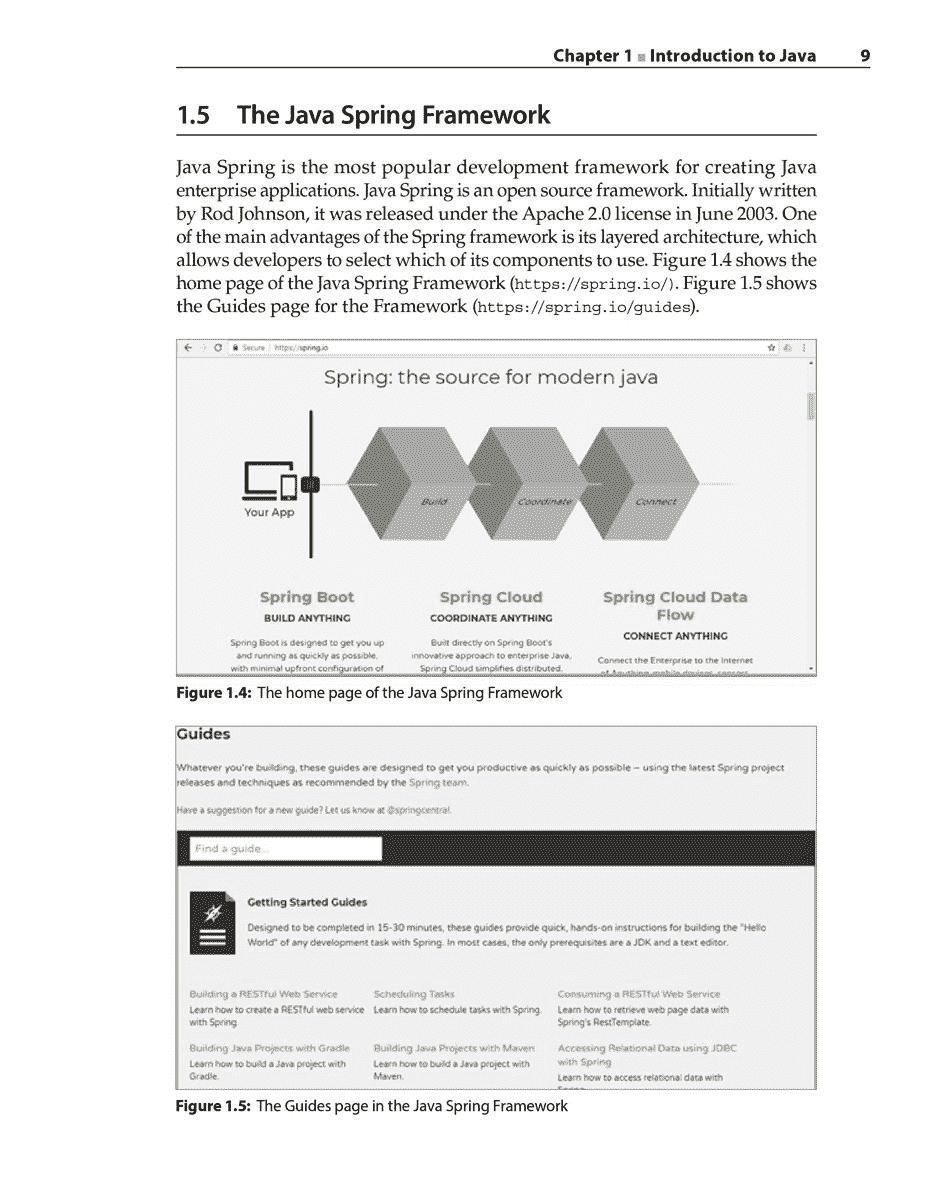 Chapter 1 ■ Introduction to Java 9
1.5 The Java Spring Framework
Java Spring is the most popular development framework for creating Java
enterprise applications. Java Spring is an open source framework. Initially written
by Rod Johnson, it was released under the Apache 2.0 license in June 2003. One
of the main advantages of the Spring framework is its layered architecture, which
allows developers to select which of its components to use. Figure 1.4 shows the
home page of the Java Spring Framework (https://spring.io/). Figure 1.5 shows
the Guides page for the Framework (https://spring.io/guides).
Secure https://spring.io
Spring: the source for modern java
Your App
Build
Coordinate
Connect
Spring Boot
BUILD ANYTHING
Spring Boot is designed to get you up
and running as quickly as possible,
with minimal upfront configuration of
Spring Cloud
COORDINATE ANYTHING
Built directly on Spring Boot's
innovative approach to enterprise Java,
Spring Cloud simplifies distributed,
Spring Cloud Data
Flow
CONNECT ANYTHING
Connect the Enterprise to the Internet
of Anything mobile devices, sensors
Figure 1.4: The home page of the Java Spring Framework
Guides
Whatever you're building, these guides are designed to get you productive as quickly as possible – using the latest Spring project
releases and techniques as recommended by the Spring team.
Have a suggestion for a new guide? Let us know at @springcentral.
Find a guide...
Getting Started Guides
Designed to be completed in 15-30 minutes, these guides provide quick, hands-on instructions for building the "Hello
World" of any development task with Spring. In most cases, the only prerequisites are a JDK and a text editor.
Building a RESTful Web Service
Learn how to create a RESTful web service
with Spring.
Scheduling Tasks
Learn how to schedule tasks with Spring.
Consuming a RESTful Web Service
Learn how to retrieve web page data with
Spring's RestTemplate.
Building Java Projects with Gradle
Learn how to build a Java project with
Gradle.
Building Java Projects with Maven
Learn how to build a Java project with
Maven.
Accessing Relational Data using JDBC
with Spring
Learn how to access relational data with
Figure 1.5: The Guides page in the Java Spring Framework